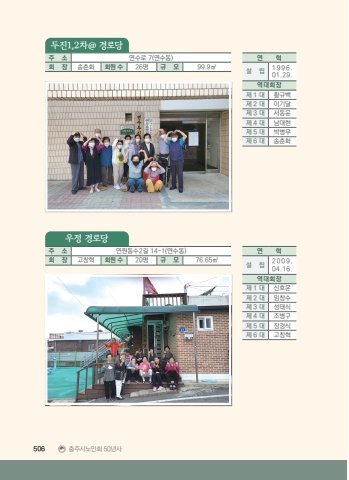 두진1,2차@ 경로당
주 소 연수로 7(연수동)
회 장 송춘화 회원 수 26명 규 모 99.9㎡
연 혁
설 립 1996. 01.29.
역대회장
제 1 대 황규백
제 2 대 이기달
제 3 대 서동운
제 4 대 남대현
제 5 대 박병우
제 6 대 송춘화
우정 경로당
주 소 연원동수2길 14-1(연수동)
회 장 고창혁 회원 수 20명 규 모 76.65㎡
연 혁
설 립 2009. 04.16.
역대회장
제 1 대 신호운
제 2 대 임창수
제 3 대 성태식
제 4 대 조병구
제 5 대 장경식
제 6 대 고창혁
506 충주시노인회 50년사